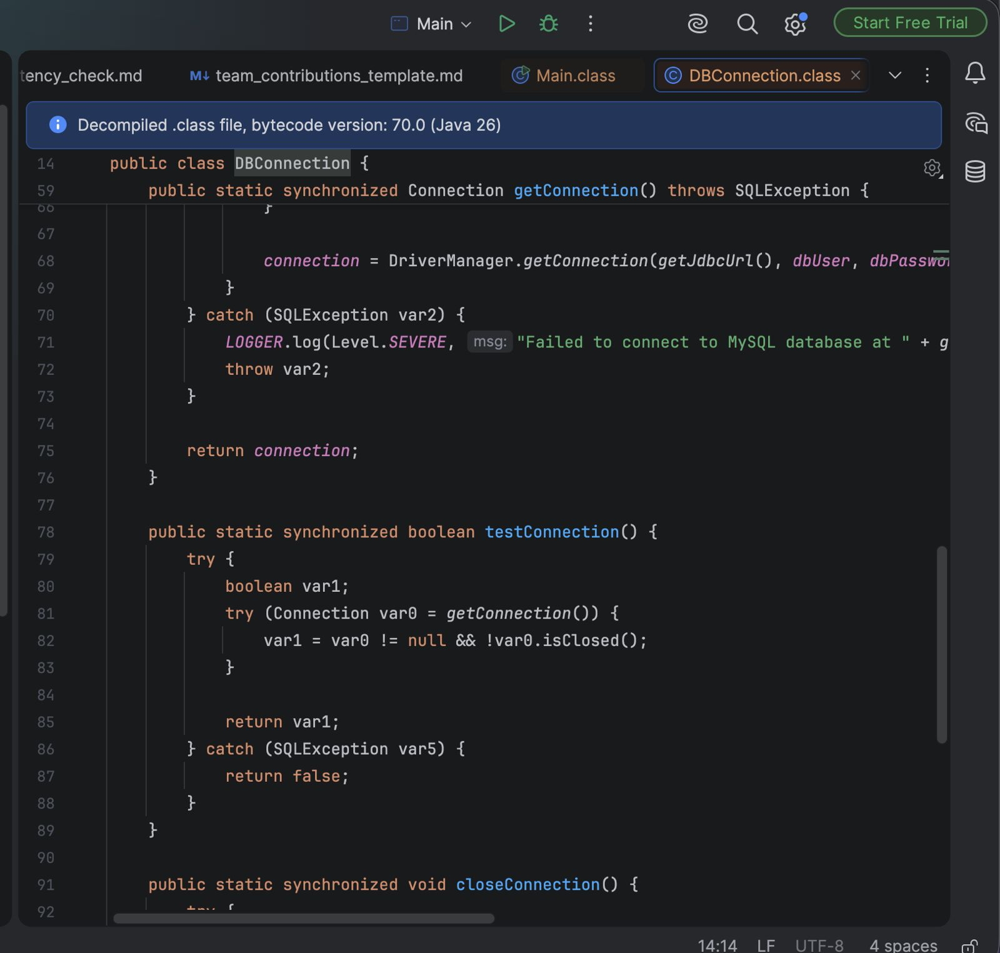 Main
Start Free Trial
tency_check.md
M↓ team_contributions_template.md
Main.class
DBConnection.class
Decompiled .class file, bytecode version: 70.0 (Java 26)
14 public class DBConnection {
59 public static synchronized Connection getConnection() throws SQLException {
66 }
67
68 connection = DriverManager.getConnection(getJdbcUrl(), dbUser, dbPasswor
69 }
70 } catch (SQLException var2) {
71 LOGGER.log(Level.SEVERE, msg: "Failed to connect to MySQL database at " + g
72 throw var2;
73 }
74
75 return connection;
76 }
77
78 public static synchronized boolean testConnection() {
79 try {
80 boolean var1;
81 try (Connection var0 = getConnection()) {
82 var1 = var0 != null && !var0.isClosed();
83 }
84
85 return var1;
86 } catch (SQLException var5) {
87 return false;
88 }
89 }
90
91 public static synchronized void closeConnection() {
92 try {
14:14 LF UTF-8 4 spaces